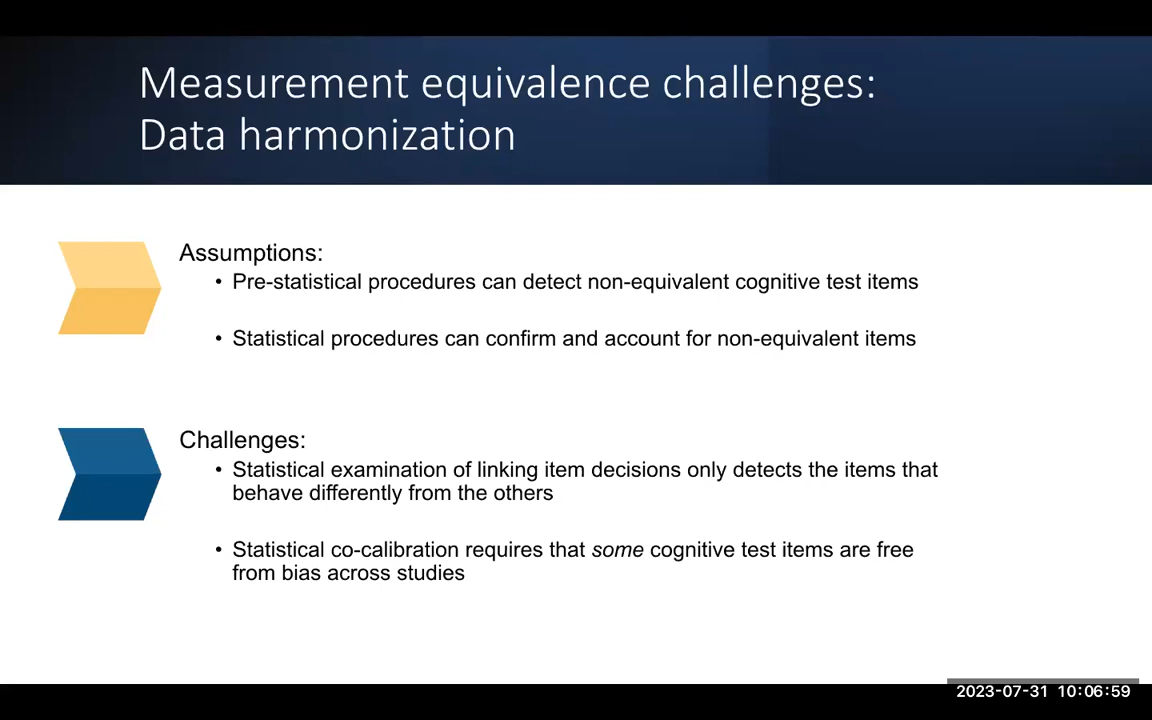 Measurement equivalence challenges:
Data harmonization
Assumptions:
• Pre-statistical procedures can detect non-equivalent cognitive test items
• Statistical procedures can confirm and account for non-equivalent items
Challenges:
• Statistical examination of linking item decisions only detects the items that
behave differently from the others
• Statistical co-calibration requires that some cognitive test items are free
from bias across studies
2023-07-31 10:06:59